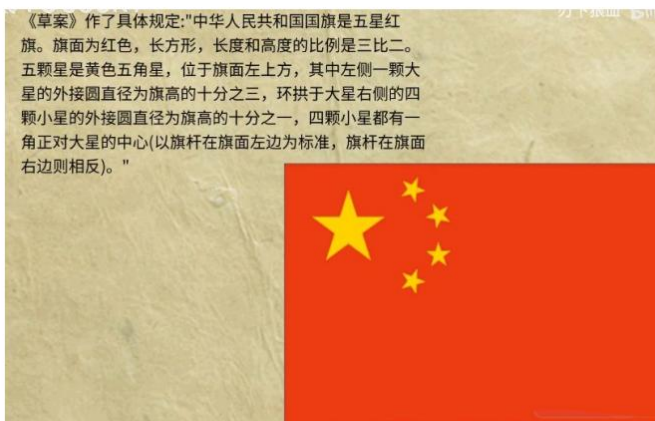 《草案》作了具体规定:"中华人民共和国国旗是五星红
旗。旗面为红色，长方形，长度和高度的比例是三比二。
五颗星是黄色五角星，位于旗面左上方，其中左侧一颗大
星的外接圆直径为旗高的十分之三，环拱于大星右侧的四
颗小星的外接圆直径为旗高的十分之一，四颗小星都有一
角正对大星的中心(以旗杆在旗面左边为标准，旗杆在旗面
右边则相反)。"